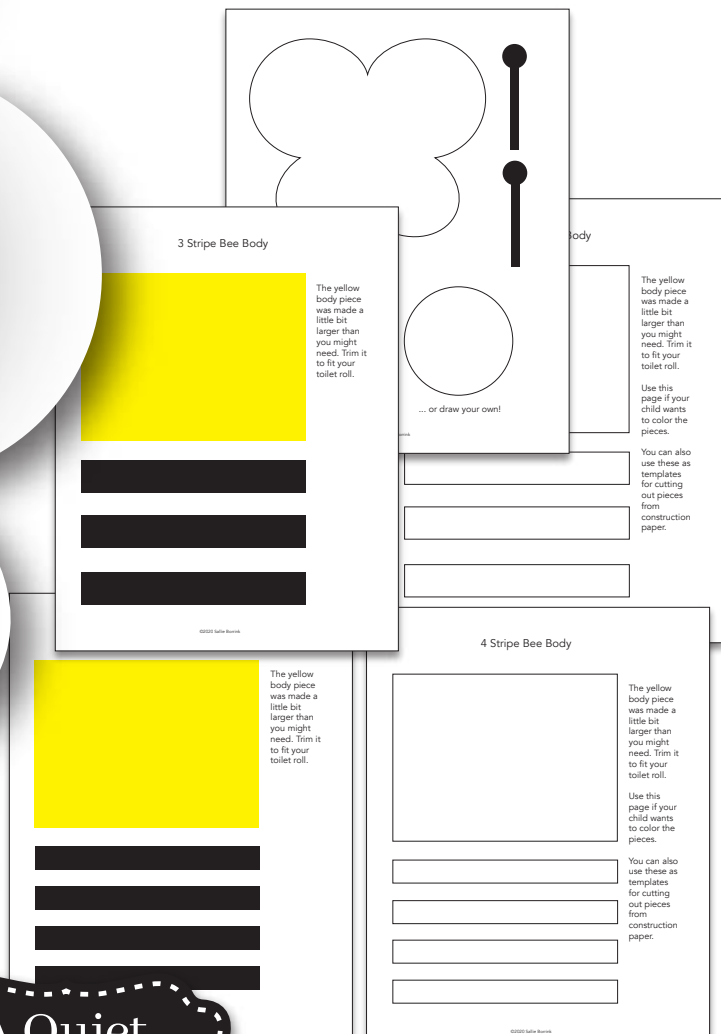 ... or draw your own!
Body
The yellow
body piece
was made a
little bit
larger than
you might
need. Trim it
to fit your
toilet roll.
Use this
page if your
child wants
to color the
pieces.
You can also
use these as
templates
for cutting
out pieces
from
construction
paper.
3 Stripe Bee Body
The yellow
body piece
was made a
little bit
larger than
you might
need. Trim it
to fit your
toilet roll.
©2020 Sallie Borrink
The yellow
body piece
was made a
little bit
larger than
you might
need. Trim it
to fit your
toilet roll.
4 Stripe Bee Body
The yellow
body piece
was made a
little bit
larger than
you might
need. Trim it
to fit your
toilet roll.
Use this
page if your
child wants
to color the
pieces.
You can also
use these as
templates
for cutting
out pieces
from
construction
paper.
©2020 Sallie Borrink
Quiet